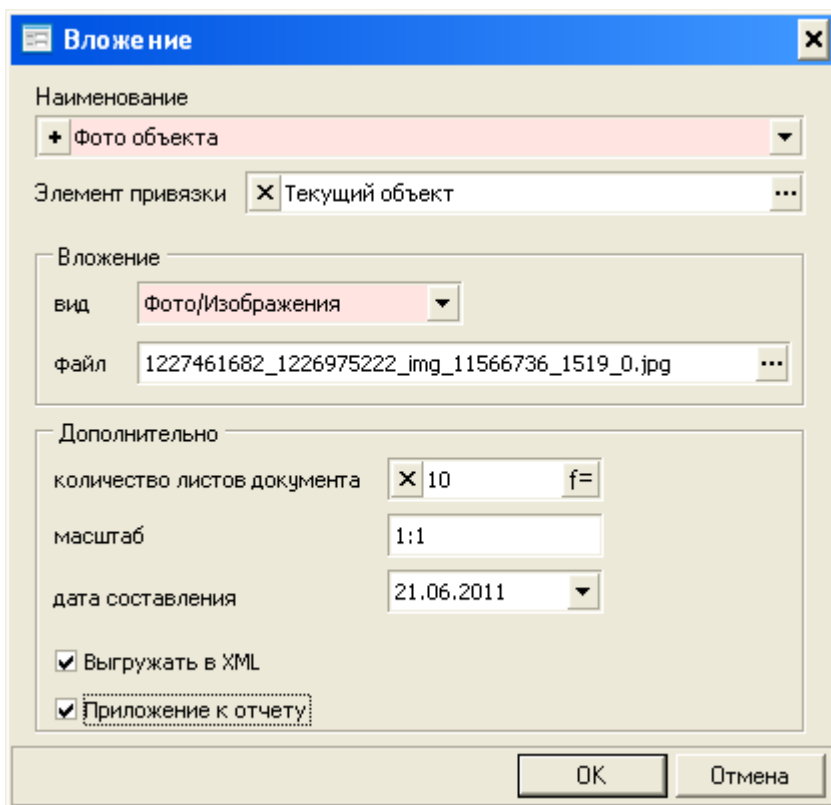 Вложение
Наименование
Фото объекта
Элемент привязки Текущий объект
Вложение
вид Фото/Изображения
файл 1227461682_1226975222_img_11566736_1519_0.jpg
Дополнительно
количество листов документа 10 f=
масштаб 1:1
дата составления 21.06.2011
Выгружать в XML
Приложение к отчету
OK Отмена